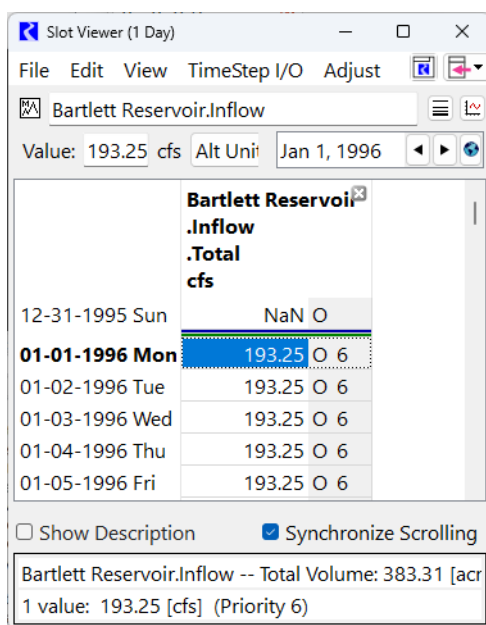 Slot Viewer (1 Day)
File Edit View TimeStep I/O Adjust
Bartlett Reservoir.Inflow
Value: 193.25 cfs Alt Unit Jan 1, 1996
Bartlett Reservoir
.Inflow
.Total
cfs
12-31-1995 Sun NaN O
01-01-1996 Mon 193.25 O 6
01-02-1996 Tue 193.25 O 6
01-03-1996 Wed 193.25 O 6
01-04-1996 Thu 193.25 O 6
01-05-1996 Fri 193.25 O 6
Show Description Synchronize Scrolling
Bartlett Reservoir.Inflow -- Total Volume: 383.31 [acr
1 value: 193.25 [cfs] (Priority 6)